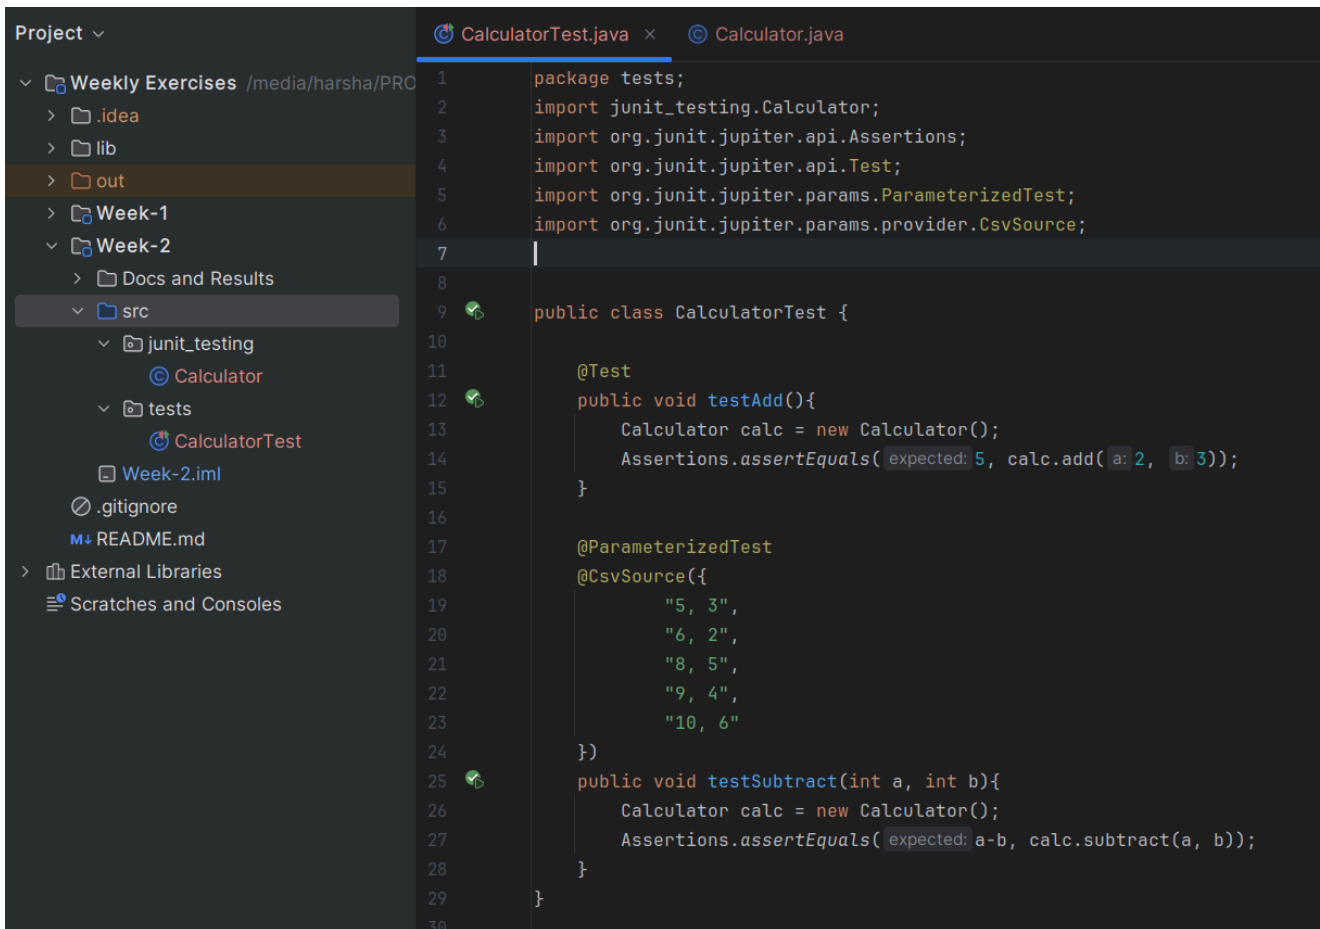 Project
Weekly Exercises /media/harsha/PRO
.idea
lib
out
Week-1
Week-2
Docs and Results
src
junit_testing
Calculator
tests
CalculatorTest
Week-2.iml
.gitignore
M↓ README.md
External Libraries
Scratches and Consoles
CalculatorTest.java × Calculator.java
1 package tests;
2 import junit_testing.Calculator;
3 import org.junit.jupiter.api.Assertions;
4 import org.junit.jupiter.api.Test;
5 import org.junit.jupiter.params.ParameterizedTest;
6 import org.junit.jupiter.params.provider.CsvSource;
7
8
9 public class CalculatorTest {
10
11 @Test
12 public void testAdd(){
13 Calculator calc = new Calculator();
14 Assertions.assertEquals( expected: 5, calc.add( a: 2, b: 3));
15 }
16
17 @ParameterizedTest
18 @CsvSource({
19 "5, 3",
20 "6, 2",
21 "8, 5",
22 "9, 4",
23 "10, 6"
24 })
25 public void testSubtract(int a, int b){
26 Calculator calc = new Calculator();
27 Assertions.assertEquals( expected: a-b, calc.subtract(a, b));
28 }
29 }
30